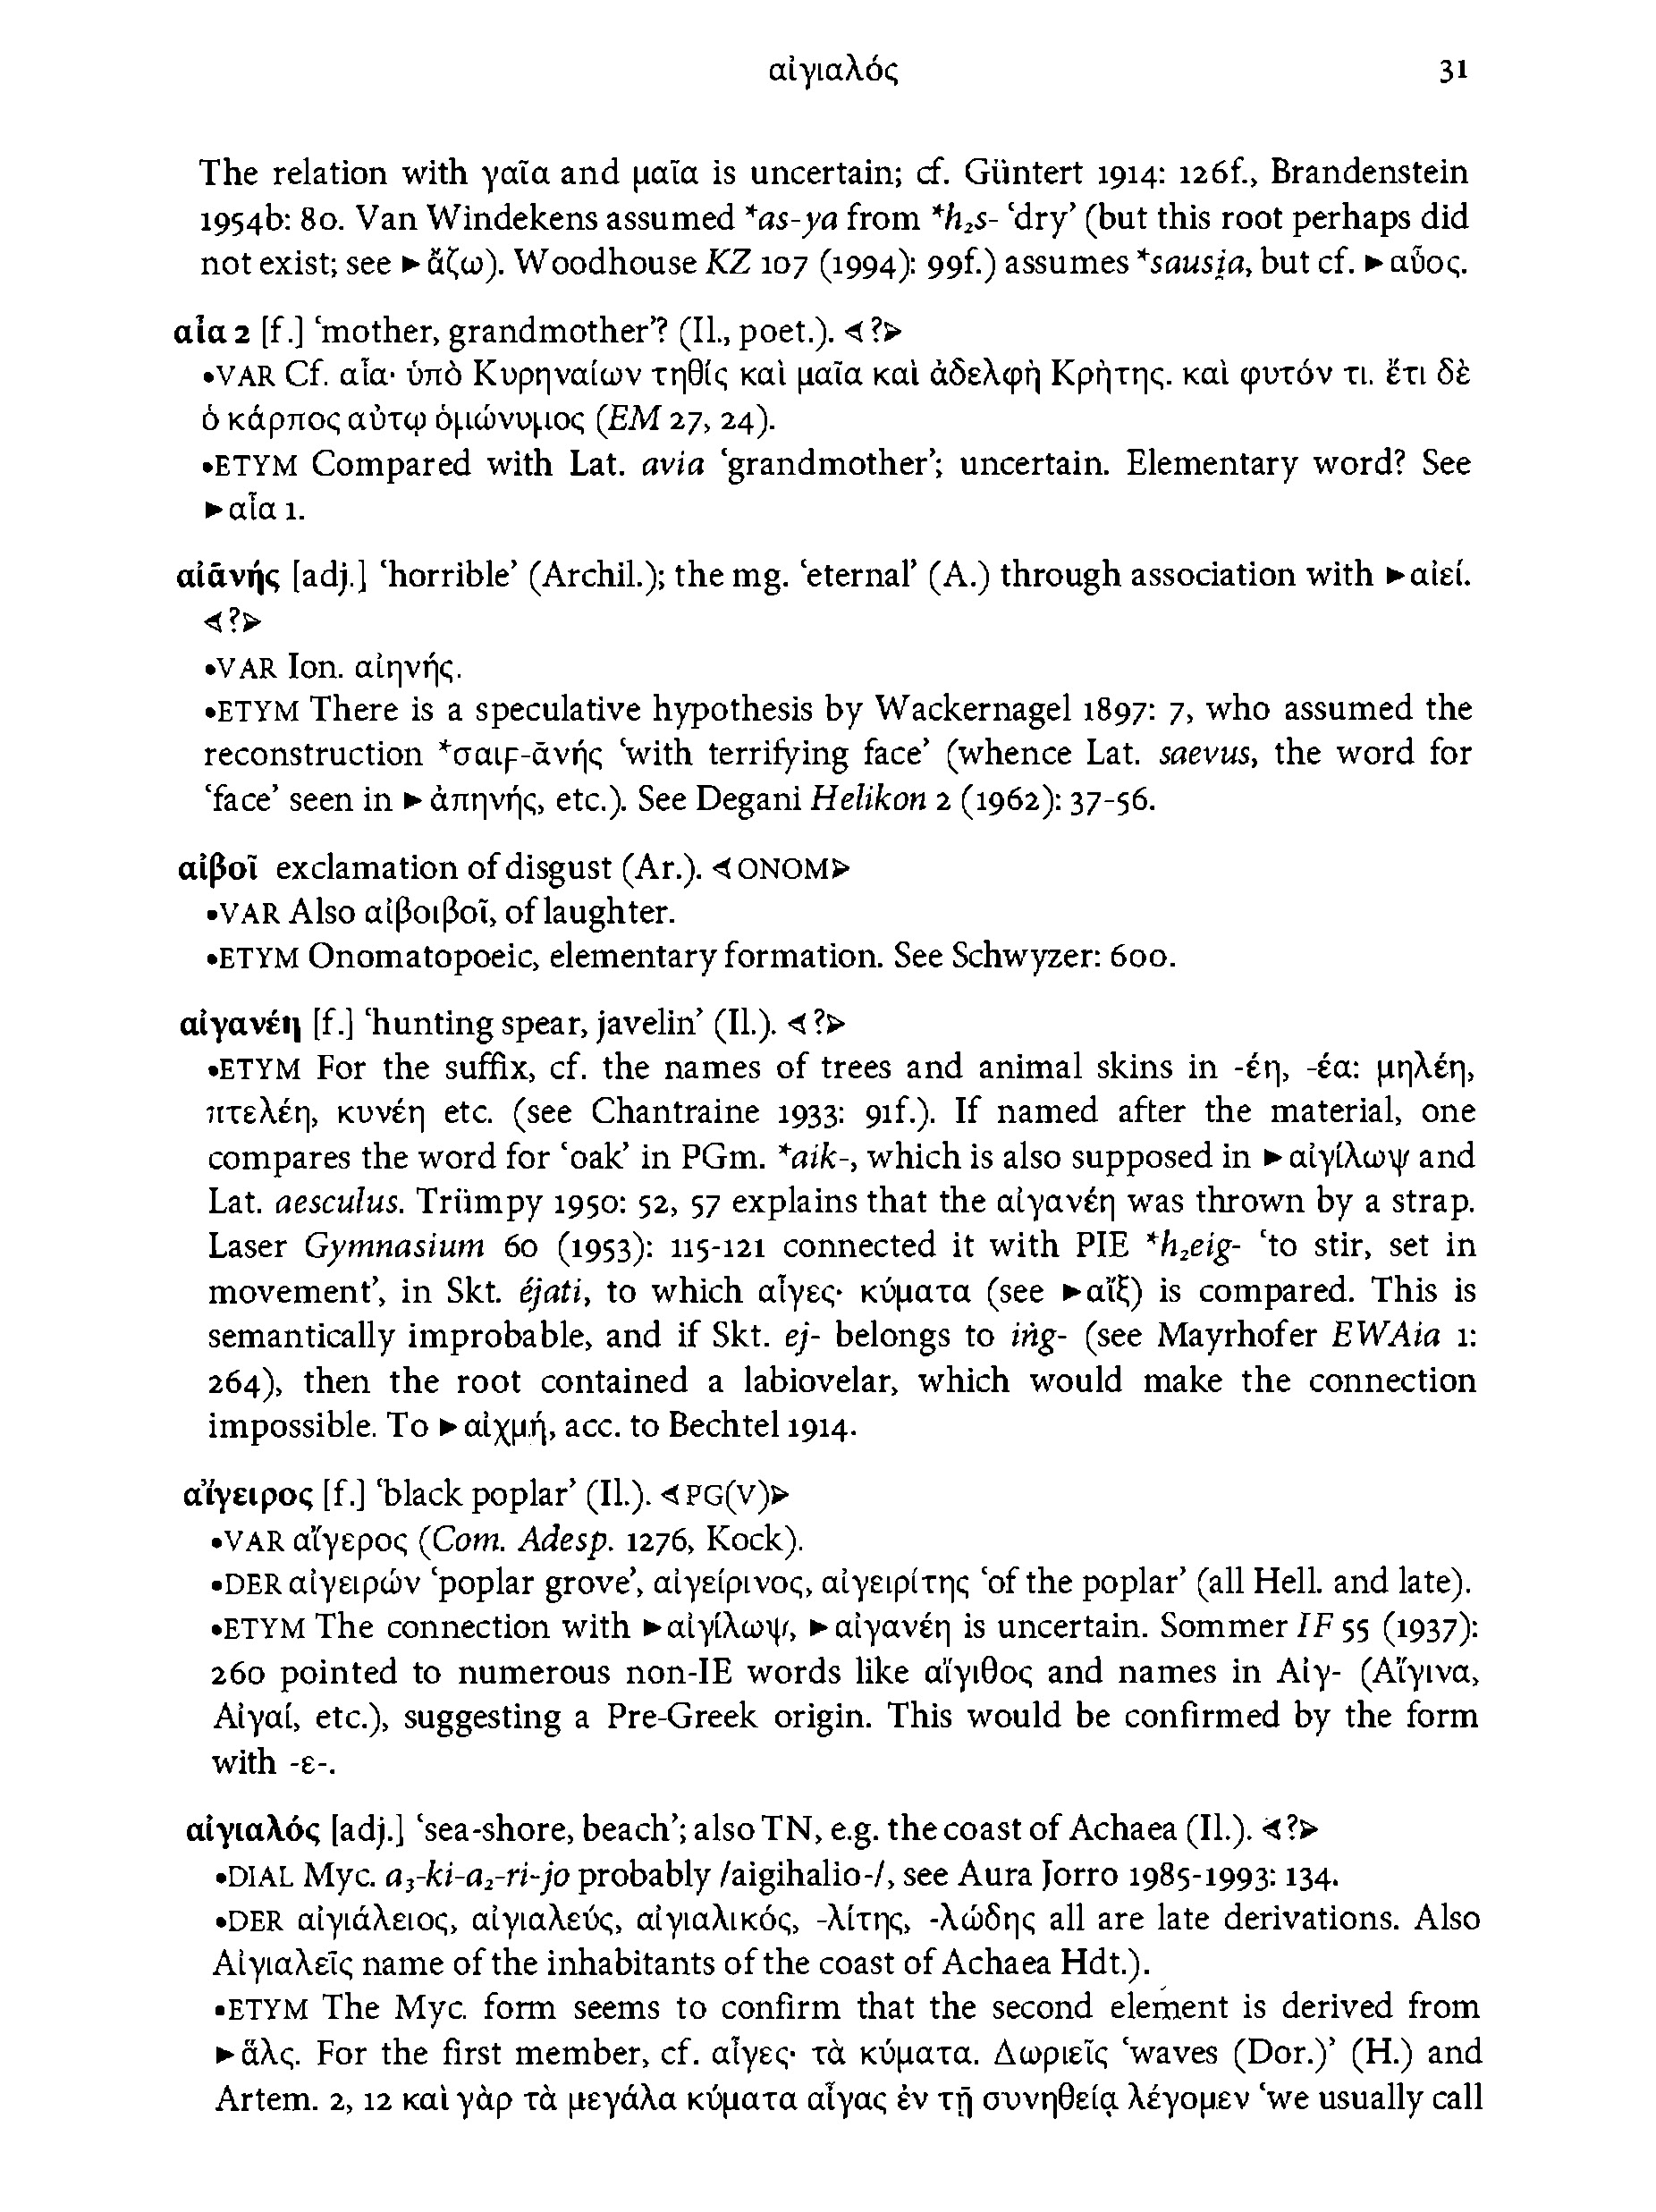 αἰγιαλός 31
The relation with γαῖα and μαῖα is uncertain; cf. Güntert 1914: 126f., Brandenstein
1954b: 80. Van Windekens assumed *as-ya from *h₂s- ‘dry’ (but this root perhaps did
not exist; see ►ἄζω). Woodhouse KZ 107 (1994): 99f.) assumes *sausi̯a, but cf. ►αὖος.
αἶα 2 [f.] ‘mother, grandmother’? (Il., poet.). ⊲?⊳
•VAR Cf. αἶα· ὑπὸ Κυρηναίων τηθίς καὶ μαῖα καὶ ἀδελφὴ Κρήτης. καὶ φυτόν τι. ἔτι δὲ
ὁ κάρπος αὐτῳ ὁμώνυμος (EM 27, 24).
•ETYM Compared with Lat. avia ‘grandmother’; uncertain. Elementary word? See
►αἶα 1.
αἰᾱνής [adj.] ‘horrible’ (Archil.); the mg. ‘eternal’ (A.) through association with ►αἰεί.
⊲?⊳
•VAR Ion. αἰηνής.
•ETYM There is a speculative hypothesis by Wackernagel 1897: 7, who assumed the
reconstruction *σαιϝ-ᾱνής ‘with terrifying face’ (whence Lat. saevus, the word for
‘face’ seen in ►ἀπηνής, etc.). See Degani Helikon 2 (1962): 37-56.
αἰβοῖ exclamation of disgust (Ar.). ⊲ONOM⊳
•VAR Also αἰβοιβοῖ, of laughter.
•ETYM Onomatopoeic, elementary formation. See Schwyzer: 600.
αἰγανέη [f.] ‘hunting spear, javelin’ (Il.). ⊲?⊳
•ETYM For the suffix, cf. the names of trees and animal skins in -έη, -έα: μηλέη,
πτελέη, κυνέη etc. (see Chantraine 1933: 91f.). If named after the material, one
compares the word for ‘oak’ in PGm. *aik-, which is also supposed in ►αἰγίλωψ and
Lat. aesculus. Trümpy 1950: 52, 57 explains that the αἰγανέη was thrown by a strap.
Laser Gymnasium 60 (1953): 115-121 connected it with PIE *h₂eig- ‘to stir, set in
movement’, in Skt. éjati, to which αἶγες· κύματα (see ►αἴξ) is compared. This is
semantically improbable, and if Skt. ej- belongs to iṅg- (see Mayrhofer EWAia 1:
264), then the root contained a labiovelar, which would make the connection
impossible. To ►αἰχμή, acc. to Bechtel 1914.
αἴγειρος [f.] ‘black poplar’ (Il.). ⊲PG(V)⊳
•VAR αἴγερος (Com. Adesp. 1276, Kock).
•DER αἰγειρών ‘poplar grove’, αἰγείρινος, αἰγειρίτης ‘of the poplar’ (all Hell. and late).
•ETYM The connection with ►αἰγίλωψ, ►αἰγανέη is uncertain. Sommer IF 55 (1937):
260 pointed to numerous non-IE words like αἴγιθος and names in Αἰγ- (Αἴγινα,
Αἰγαί, etc.), suggesting a Pre-Greek origin. This would be confirmed by the form
with -ε-.
αἰγιαλός [adj.] ‘sea-shore, beach’; also TN, e.g. the coast of Achaea (Il.). ⊲?⊳
•DIAL Myc. a₃-ki-a₂-ri-jo probably /aigihalio-/, see Aura Jorro 1985-1993: 134.
•DER αἰγιάλειος, αἰγιαλεύς, αἰγιαλικός, -λίτης, -λώδης all are late derivations. Also
Αἰγιαλεῖς name of the inhabitants of the coast of Achaea Hdt.).
•ETYM The Myc. form seems to confirm that the second element is derived from
►ἅλς. For the first member, cf. αἶγες· τὰ κύματα. Δωριεῖς ‘waves (Dor.)’ (H.) and
Artem. 2, 12 καὶ γὰρ τὰ μεγάλα κύματα αἶγας ἐν τῇ συνηθείᾳ λέγομεν ‘we usually call